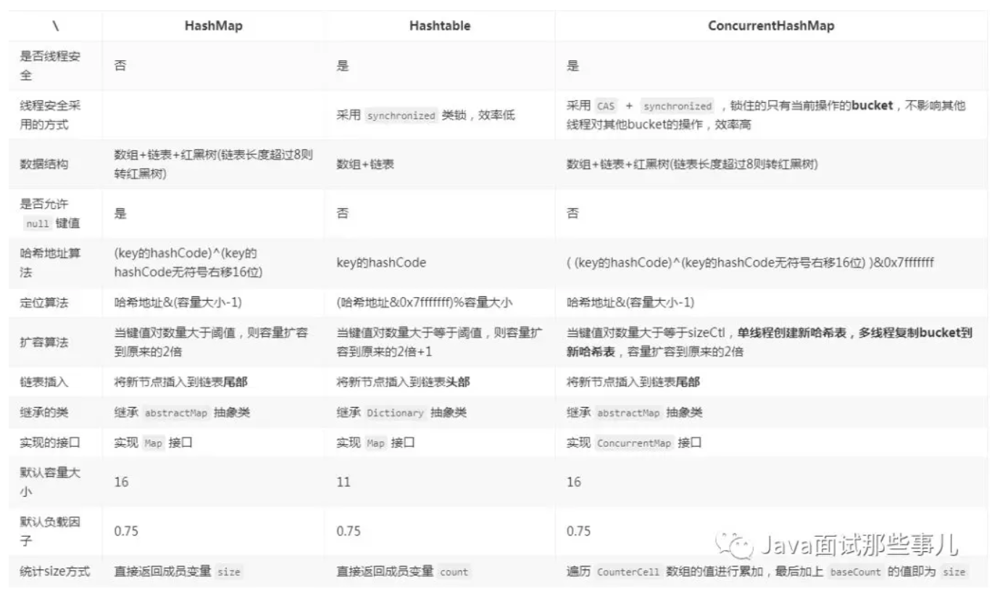 \ HashMap Hashtable ConcurrentHashMap
是否线程安
全
否
是
是
线程安全采
用的方式
采用 synchronized 类锁，效率低
采用 CAS + synchronized ，锁住的只有当前操作的bucket，不影响其他
线程对其他bucket的操作，效率高
数据结构
数组+链表+红黑树(链表长度超过8则
转红黑树)
数组+链表
数组+链表+红黑树(链表长度超过8则转红黑树)
是否允许
null 键值
是
否
否
哈希地址算
法
(key的hashCode)^(key的
hashCode无符号右移16位)
key的hashCode
( (key的hashCode)^(key的hashCode无符号右移16位) )&0x7fffffff
定位算法
哈希地址&(容量大小-1)
(哈希地址&0x7fffffff)%容量大小
哈希地址&(容量大小-1)
扩容算法
当键值对数量大于阈值，则容量扩容
到原来的2倍
当键值对数量大于等于阈值，则容量扩
容到原来的2倍+1
当键值对数量大于等于sizeCtl，单线程创建新哈希表，多线程复制bucket到
新哈希表，容量扩容到原来的2倍
链表插入
将新节点插入到链表尾部
将新节点插入到链表头部
将新节点插入到链表尾部
继承的类
继承 abstractMap 抽象类
继承 Dictionary 抽象类
继承 abstractMap 抽象类
实现的接口
实现 Map 接口
实现 Map 接口
实现 ConcurrentMap 接口
默认容量大
小
16
11
16
默认负载因
子
0.75
0.75
0.75
Java面试那些事儿
统计size方式
直接返回成员变量 size
直接返回成员变量 count
遍历 CounterCell 数组的值进行累加，最后加上 baseCount 的值即为 size